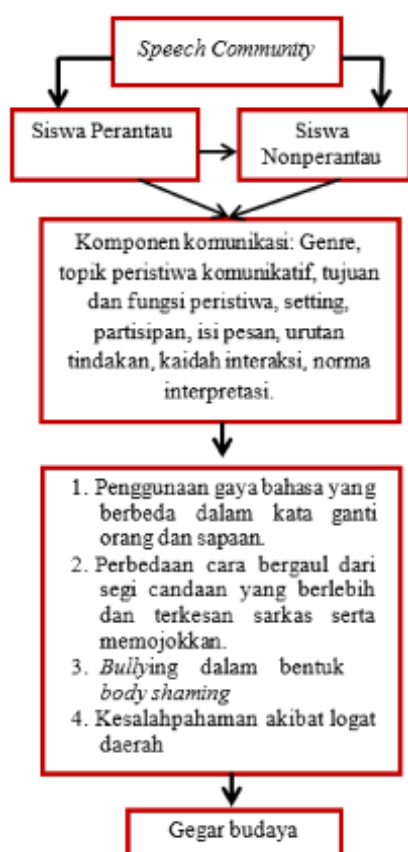 Speech Community
Siswa Perantau
Siswa
Nonperantau
Komponen komunikasi: Genre,
topik peristiwa komunikatif, tujuan
dan fungsi peristiwa, setting,
partisipan, isi pesan, urutan
tindakan, kaidah interaksi, norma
interpretasi.
1. Penggunaan gaya bahasa yang
berbeda dalam kata ganti
orang dan sapaan.
2. Perbedaan cara bergaul dari
segi candaan yang berlebih
dan terkesan sarkas serta
memojokkan.
3. Bullying dalam bentuk
body shaming
4. Kesalahpahaman akibat logat
daerah
Gegar budaya